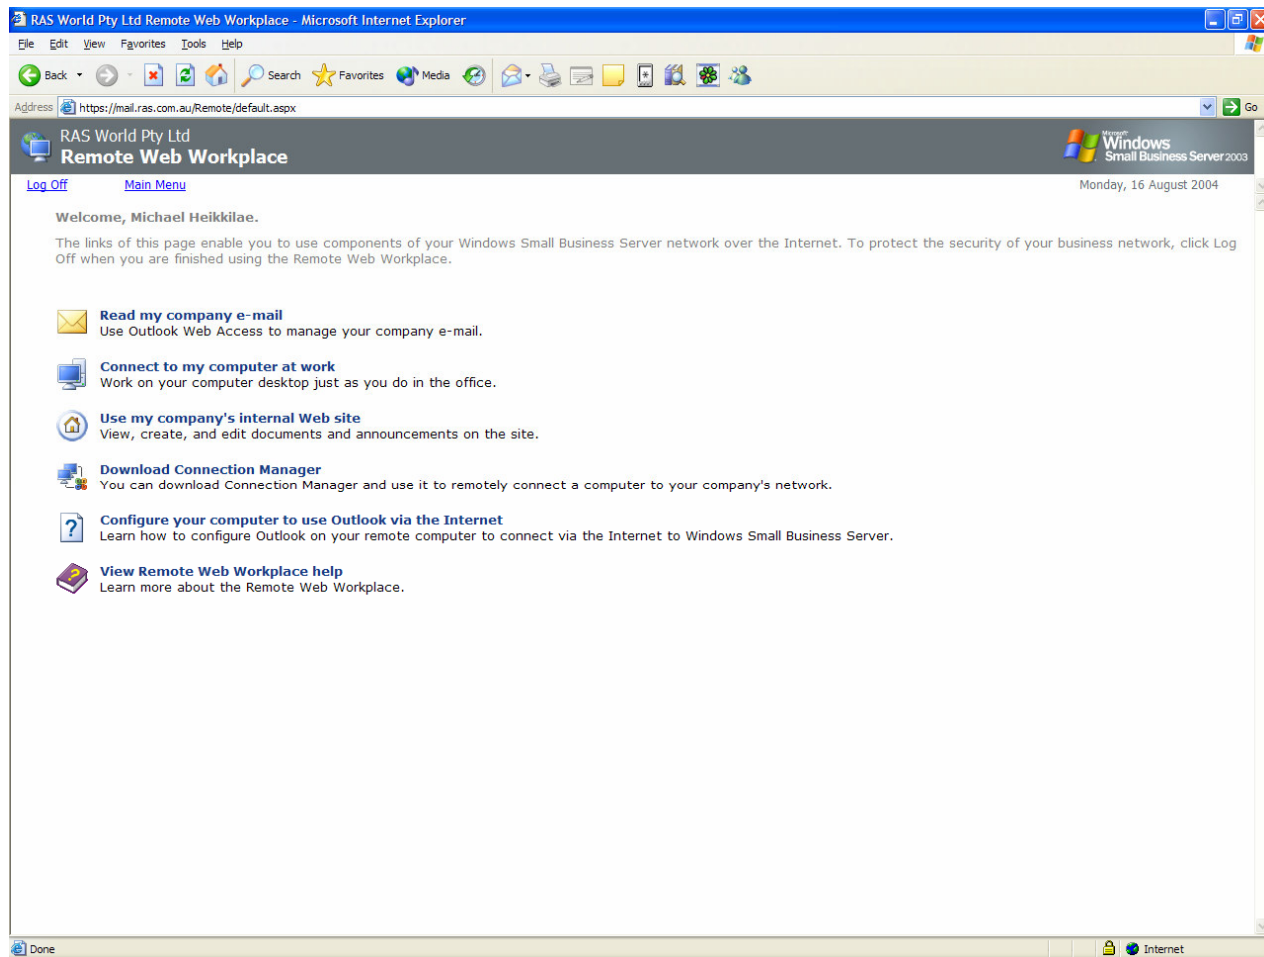 RAS World Pty Ltd Remote Web Workplace - Microsoft Internet Explorer
File Edit View Favorites Tools Help
Back Search Favorites Media
Address https://mail.ras.com.au/Remote/default.aspx Go
RAS World Pty Ltd
Remote Web Workplace
Microsoft
Windows
Small Business Server 2003
Log Off Main Menu Monday, 16 August 2004
Welcome, Michael Heikkilae.
The links of this page enable you to use components of your Windows Small Business Server network over the Internet. To protect the security of your business network, click Log
Off when you are finished using the Remote Web Workplace.
Read my company e-mail
Use Outlook Web Access to manage your company e-mail.
Connect to my computer at work
Work on your computer desktop just as you do in the office.
Use my company's internal Web site
View, create, and edit documents and announcements on the site.
Download Connection Manager
You can download Connection Manager and use it to remotely connect a computer to your company's network.
Configure your computer to use Outlook via the Internet
Learn how to configure Outlook on your remote computer to connect via the Internet to Windows Small Business Server.
View Remote Web Workplace help
Learn more about the Remote Web Workplace.
Done Internet